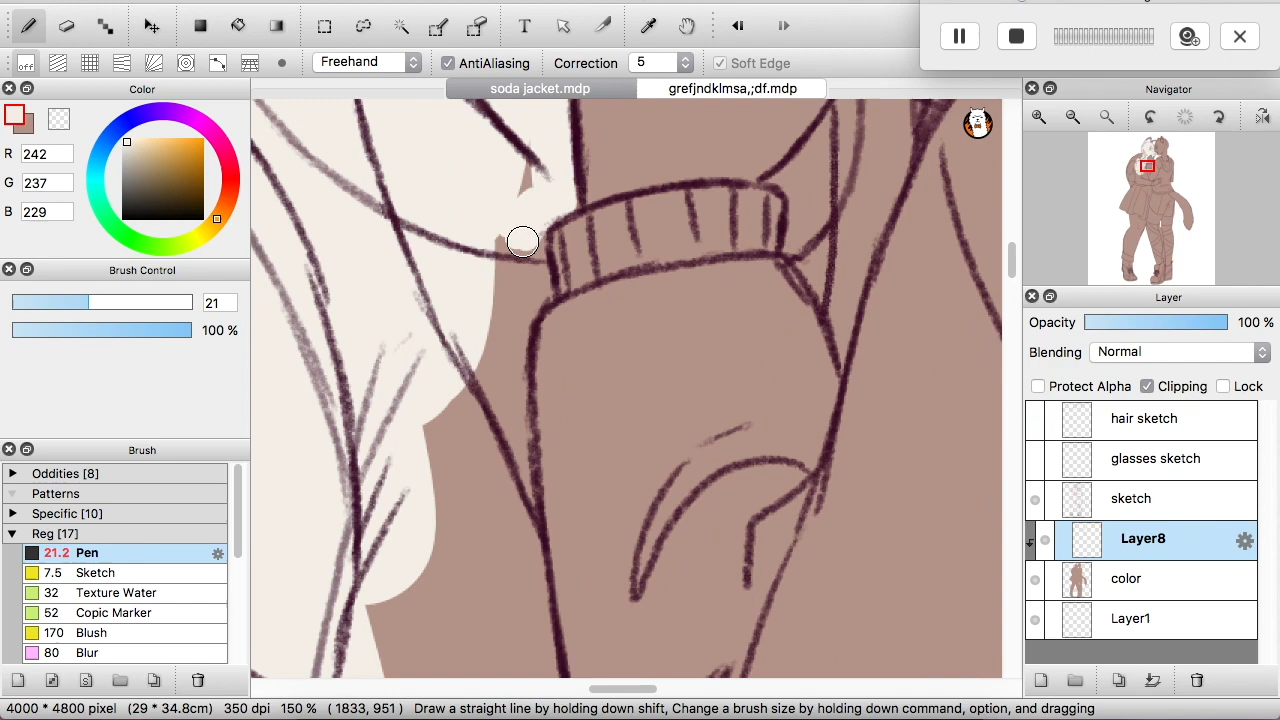 Freehand
AntiAliasing
Correction
5
Soft Edge
off
Color
soda jacket.mdp
grefjndklmsa,;df.mdp
Navigator
R
242
G
237
B
229
Brush Control
21
100 %
Layer
Opacity
100 %
Blending
Normal
Protect Alpha
Clipping
Lock
hair sketch
glasses sketch
sketch
Layer8
color
Layer1
Brush
Oddities [8]
Patterns
Specific [10]
Reg [17]
21.2 Pen
7.5 Sketch
32 Texture Water
52 Copic Marker
170 Blush
80 Blur
4000 * 4800 pixel (29 * 34.8cm) 350 dpi 150 % ( 1833, 951 ) Draw a straight line by holding down shift, Change a brush size by holding down command, option, and dragging